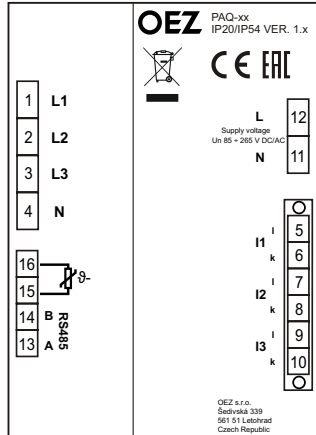 OEZ PAQ-xx
IP20/IP54 VER. 1.x
CE EAC
1 L1
2 L2
3 L3
4 N
16
15
ϑ-
14 B
13 A
RS485
L 12
Supply voltage
Un 85 ÷ 265 V DC/AC
N 11
I1
l 5
k 6
I2
l 7
k 8
I3
l 9
k 10
OEZ s.r.o.
Šedivská 339
561 51 Letohrad
Czech Republic